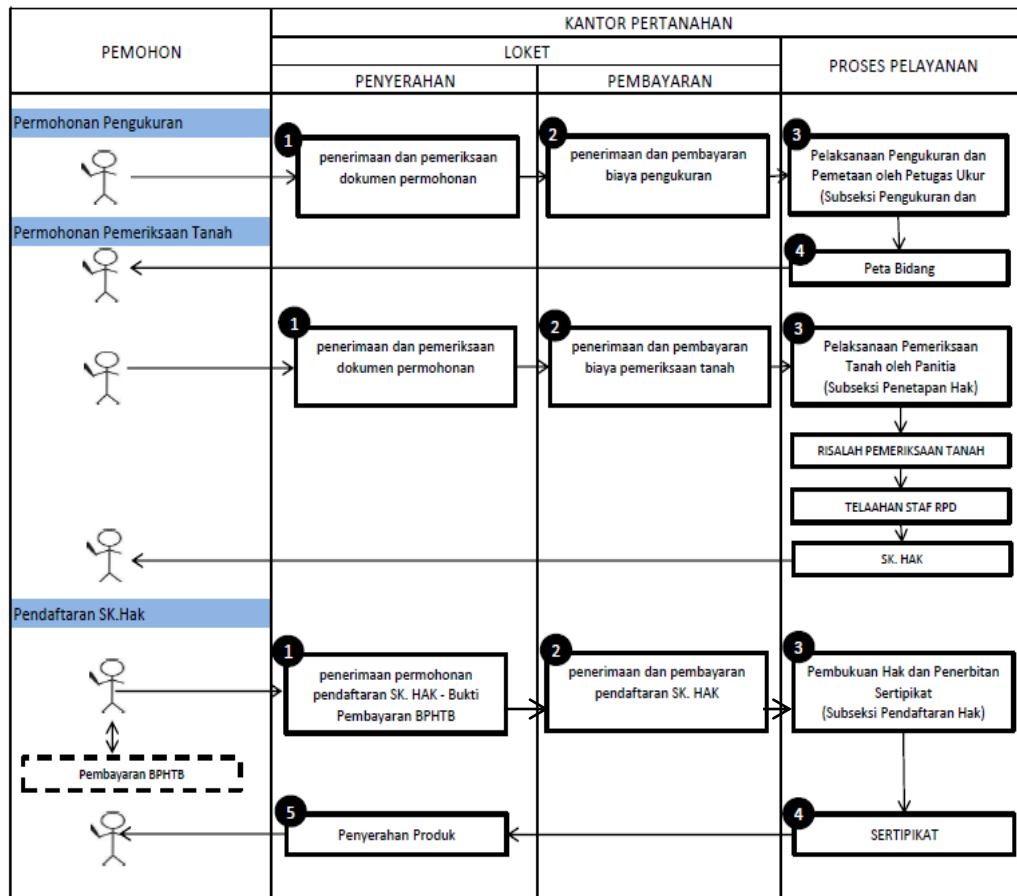 PEMOHON
KANTOR PERTANAHAN
LOKET
PROSES PELAYANAN
PENYERAHAN
PEMBAYARAN
Permohonan Pengukuran
1
penerimaan dan pemeriksaan
dokumen permohonan
2
penerimaan dan pembayaran
biaya pengukuran
3
Pelaksanaan Pengukuran dan
Pemetaan oleh Petugas Ukur
(Subseksi Pengukuran dan
Permohonan Pemeriksaan Tanah
4
Peta Bidang
1
penerimaan dan pemeriksaan
dokumen permohonan
2
penerimaan dan pembayaran
biaya pemeriksaan tanah
3
Pelaksanaan Pemeriksaan
Tanah oleh Panitia
(Subseksi Penetapan Hak)
RISALAH PEMERIKSAAN TANAH
TELAAHAN STAF RPD
SK. HAK
Pendaftaran SK.Hak
1
penerimaan permohonan
pendaftaran SK. HAK - Bukti
Pembayaran BPHTB
2
penerimaan dan pembayaran
pendaftaran SK. HAK
3
Pembukuan Hak dan Penerbitan
Sertipikat
(Subseksi Pendaftaran Hak)
Pembayaran BPHTB
5
Penyerahan Produk
4
SERTIPIKAT